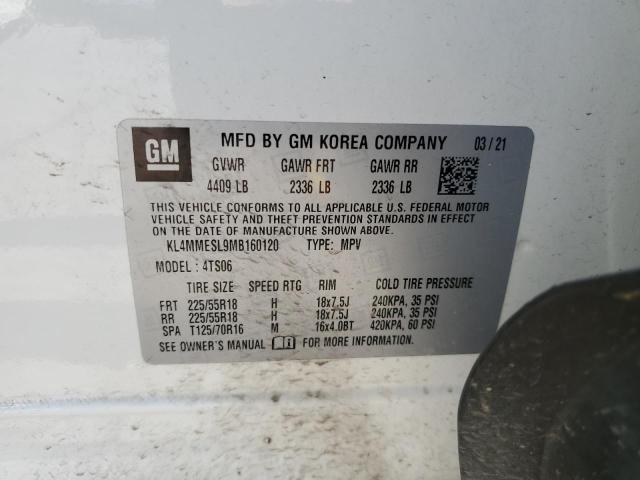 GM MFD BY GM KOREA COMPANY 03/21
GVWR GAWR FRT GAWR RR
4409 LB 2336 LB 2336 LB
THIS VEHICLE CONFORMS TO ALL APPLICABLE U.S. FEDERAL MOTOR
VEHICLE SAFETY AND THEFT PREVENTION STANDARDS IN EFFECT ON
THE DATE OF MANUFACTURE SHOWN ABOVE.
KL4MMESL9MB160120 TYPE: MPV
MODEL: 4TS06
TIRE SIZE SPEED RTG RIM COLD TIRE PRESSURE
FRT 225/55R18 H 18x7.5J 240KPA, 35 PSI
RR 225/55R18 H 18x7.5J 240KPA, 35 PSI
SPA T125/70R16 M 16x4.0BT 420KPA, 60 PSI
SEE OWNER'S MANUAL FOR MORE INFORMATION.